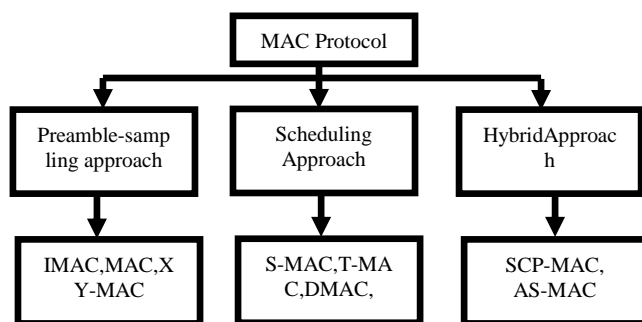 MAC Protocol
Preamble-samp
ling approach
Scheduling
Approach
HybridApproac
h
IMAC,MAC,X
Y-MAC
S-MAC,T-MA
C,DMAC,
SCP-MAC,
AS-MAC